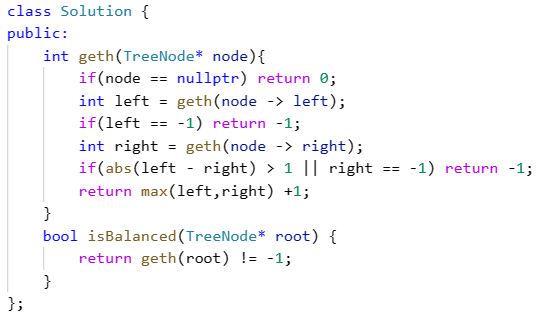 class Solution {
public:
    int geth(TreeNode* node){
        if(node == nullptr) return 0;
        int left = geth(node -> left);
        if(left == -1) return -1;
        int right = geth(node -> right);
        if(abs(left - right) > 1 || right == -1) return -1;
        return max(left,right) +1;
    }
    bool isBalanced(TreeNode* root) {
        return geth(root) != -1;
    }
};